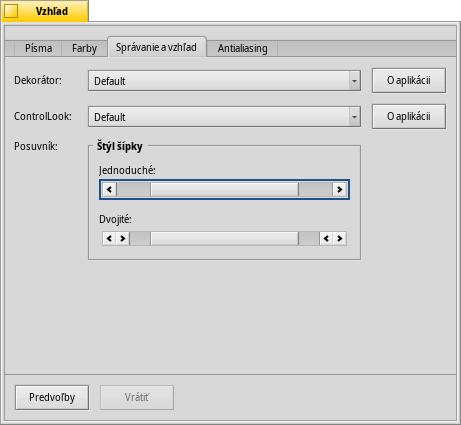 Vzhľad
Písma Farby Správanie a vzhľad Antialiasing
Dekorátor: Default O aplikácii
ControlLook: Default O aplikácii
Posuvník: Štýl šípky
Jednoduché:
Dvojité:
Predvoľby Vrátiť